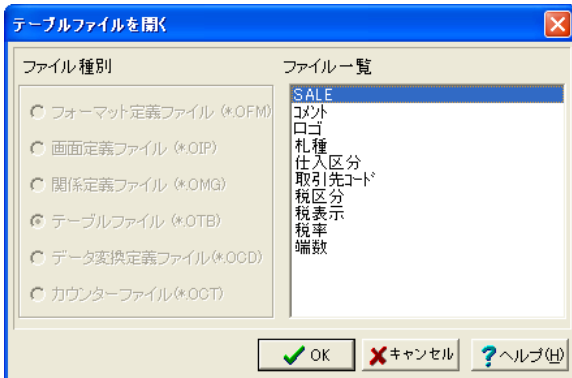 テーブルファイルを開く
ファイル種別
フォーマット定義ファイル (*.OFM)
画面定義ファイル (*.OIP)
関係定義ファイル (*.OMG)
テーブルファイル (*.OTB)
データ変換定義ファイル(*.OCD)
カウンターファイル(*.OCT)
ファイル一覧
SALE
コメント
ロゴ
札種
仕入区分
取引先コード
税区分
税表示
税率
端数
OK
キャンセル
ヘルプ(H)